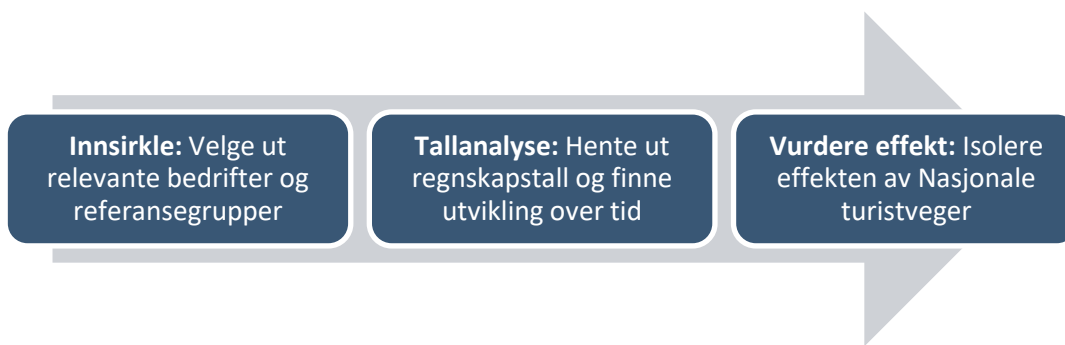 Innsirkle: Velge ut
relevante bedrifter og
referansegrupper
Tallanalyse: Hente ut
regnskapstall og finne
utvikling over tid
Vurdere effekt: Isolere
effekten av Nasjonale
turistveger